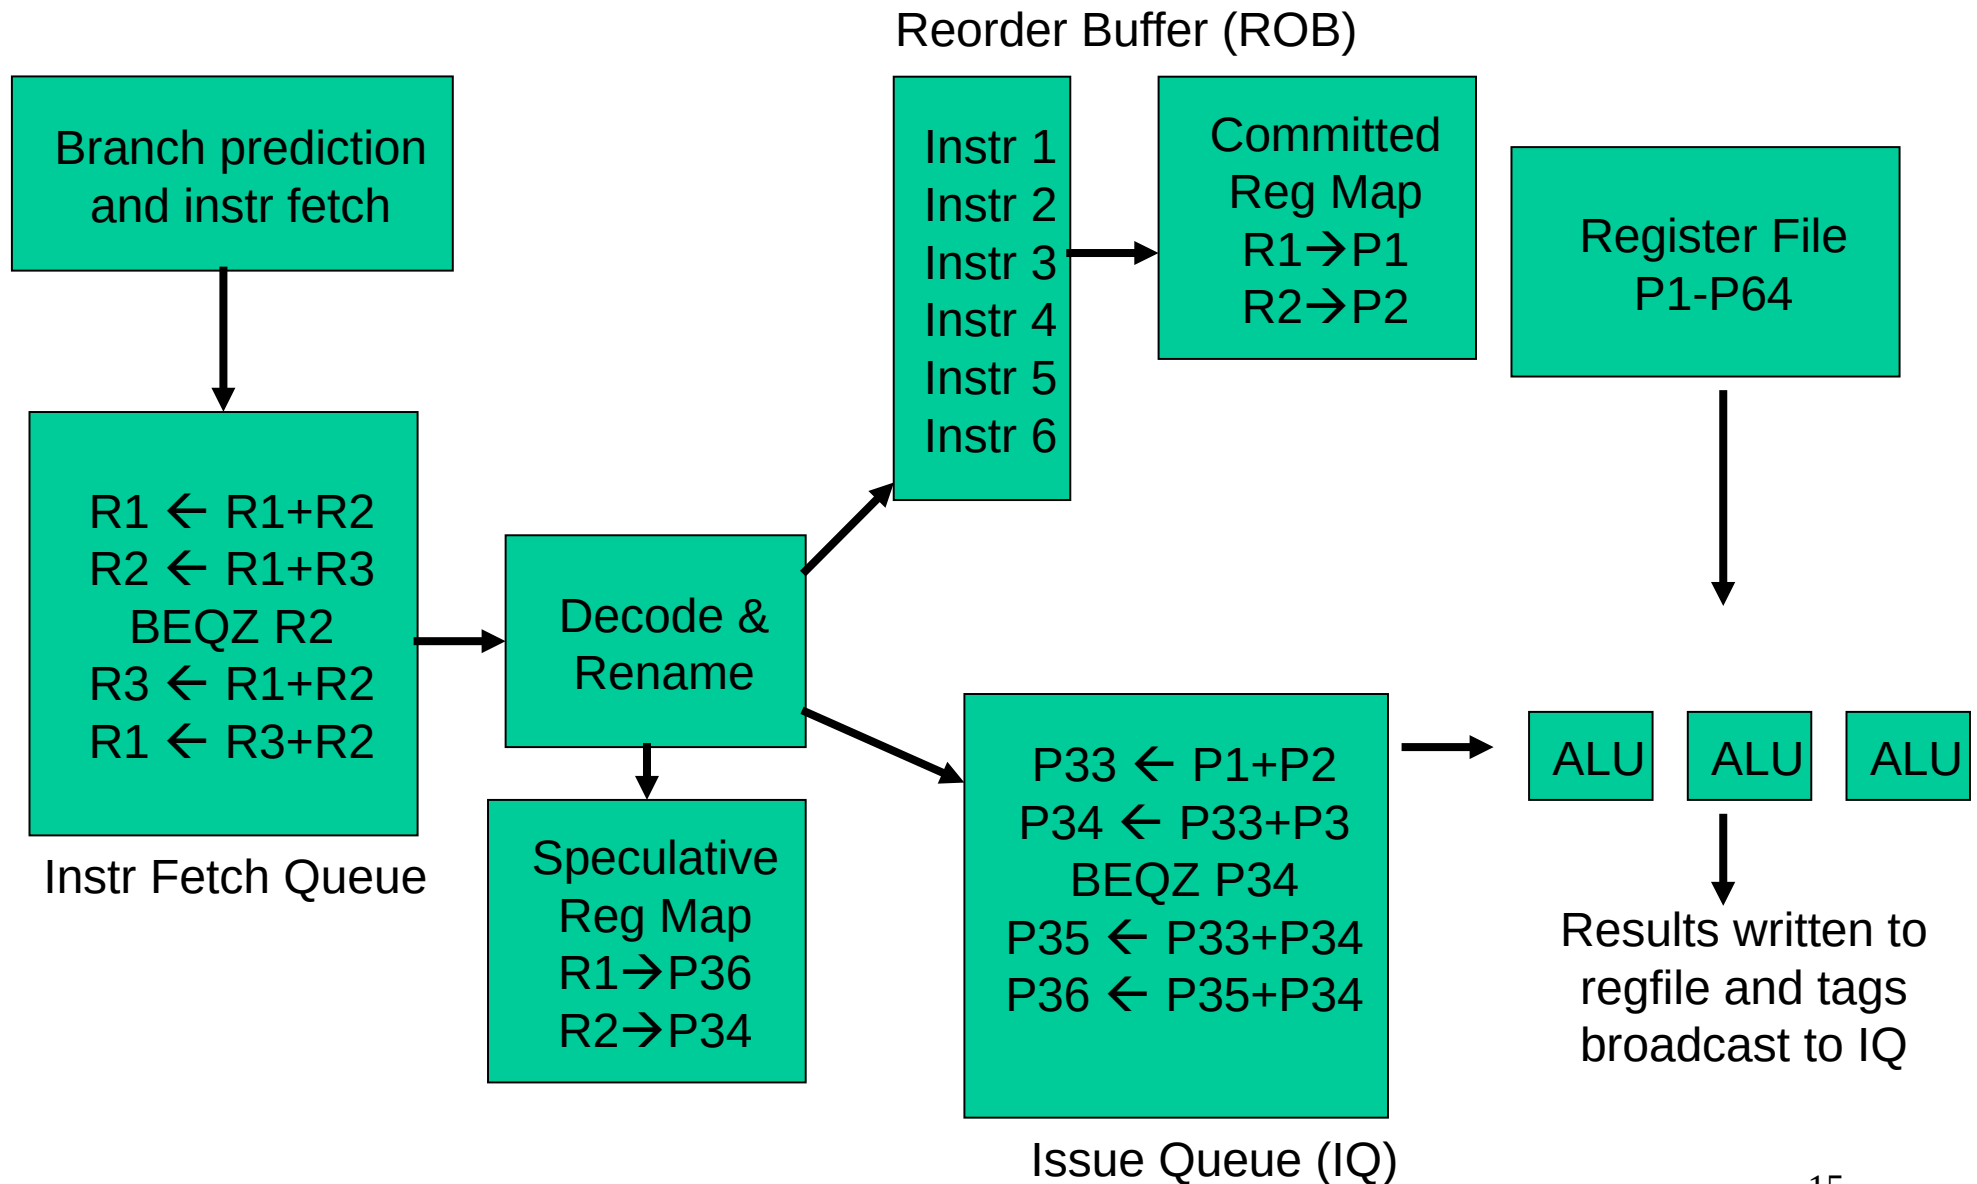 Reorder Buffer (ROB)
Branch prediction
and instr fetch
Instr 1
Instr 2
Instr 3
Instr 4
Instr 5
Instr 6
Committed
Reg Map
R1→P1
R2→P2
Register File
P1-P64
R1 ← R1+R2
R2 ← R1+R3
BEQZ R2
R3 ← R1+R2
R1 ← R3+R2
Instr Fetch Queue
Decode &
Rename
Speculative
Reg Map
R1→P36
R2→P34
P33 ← P1+P2
P34 ← P33+P3
BEQZ P34
P35 ← P33+P34
P36 ← P35+P34
Issue Queue (IQ)
ALU
ALU
ALU
Results written to
regfile and tags
broadcast to IQ
15